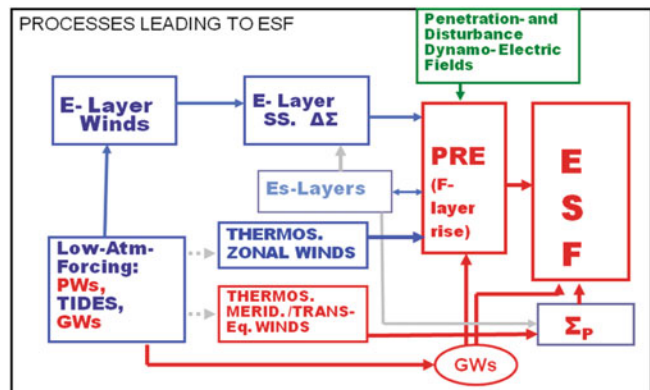 PROCESSES LEADING TO ESF
Penetration- and
Disturbance
Dynamo- Electric
Fields
E- Layer
Winds
E- Layer
SS. ΔΣ
PRE
(F-
layer
rise)
E
S
F
Es-Layers
Low-Atm-
Forcing:
PWs,
TIDES,
GWs
THERMOS.
ZONAL WINDS
THERMOS.
MERID./TRANS-
Eq. WINDS
GWs
ΣP